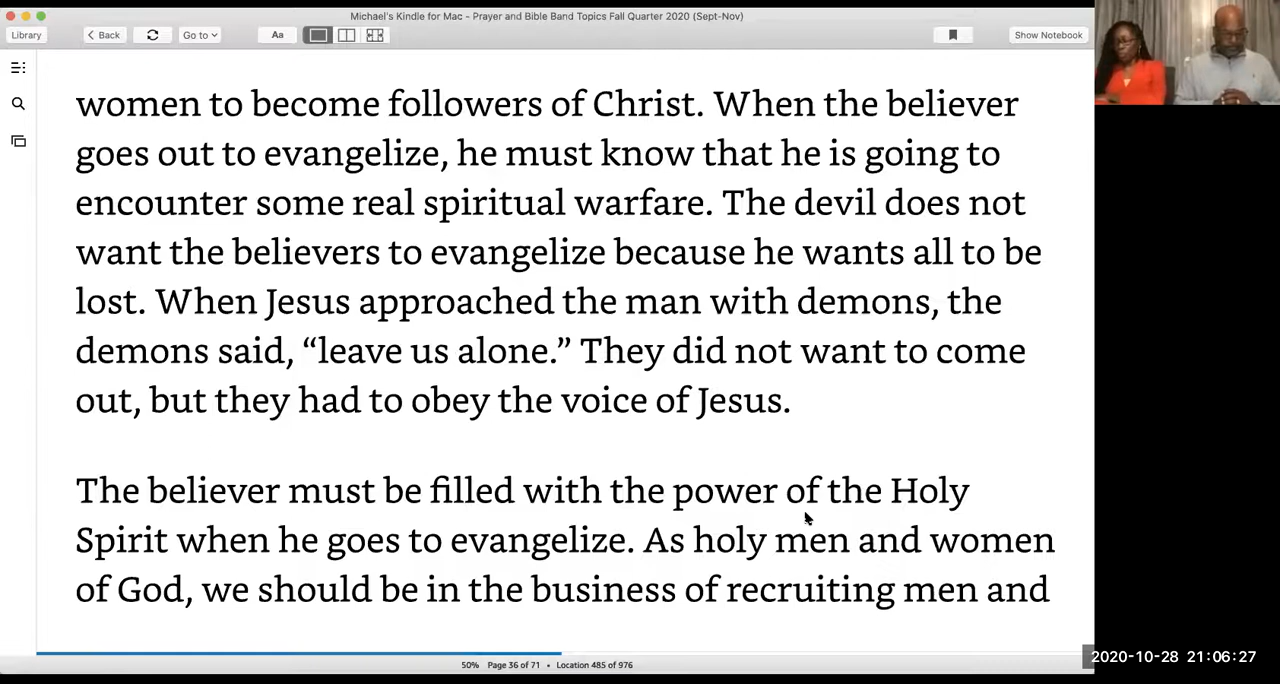 Michael's Kindle for Mac - Prayer and Bible Band Topics Fall Quarter 2020 (Sept-Nov)
Library
Back
Go to
Aa
Show Notebook
women to become followers of Christ. When the believer
goes out to evangelize, he must know that he is going to
encounter some real spiritual warfare. The devil does not
want the believers to evangelize because he wants all to be
lost. When Jesus approached the man with demons, the
demons said, “leave us alone.” They did not want to come
out, but they had to obey the voice of Jesus.
The believer must be filled with the power of the Holy
Spirit when he goes to evangelize. As holy men and women
of God, we should be in the business of recruiting men and
50% Page 36 of 71 • Location 485 of 976
2020-10-28 21:06:27